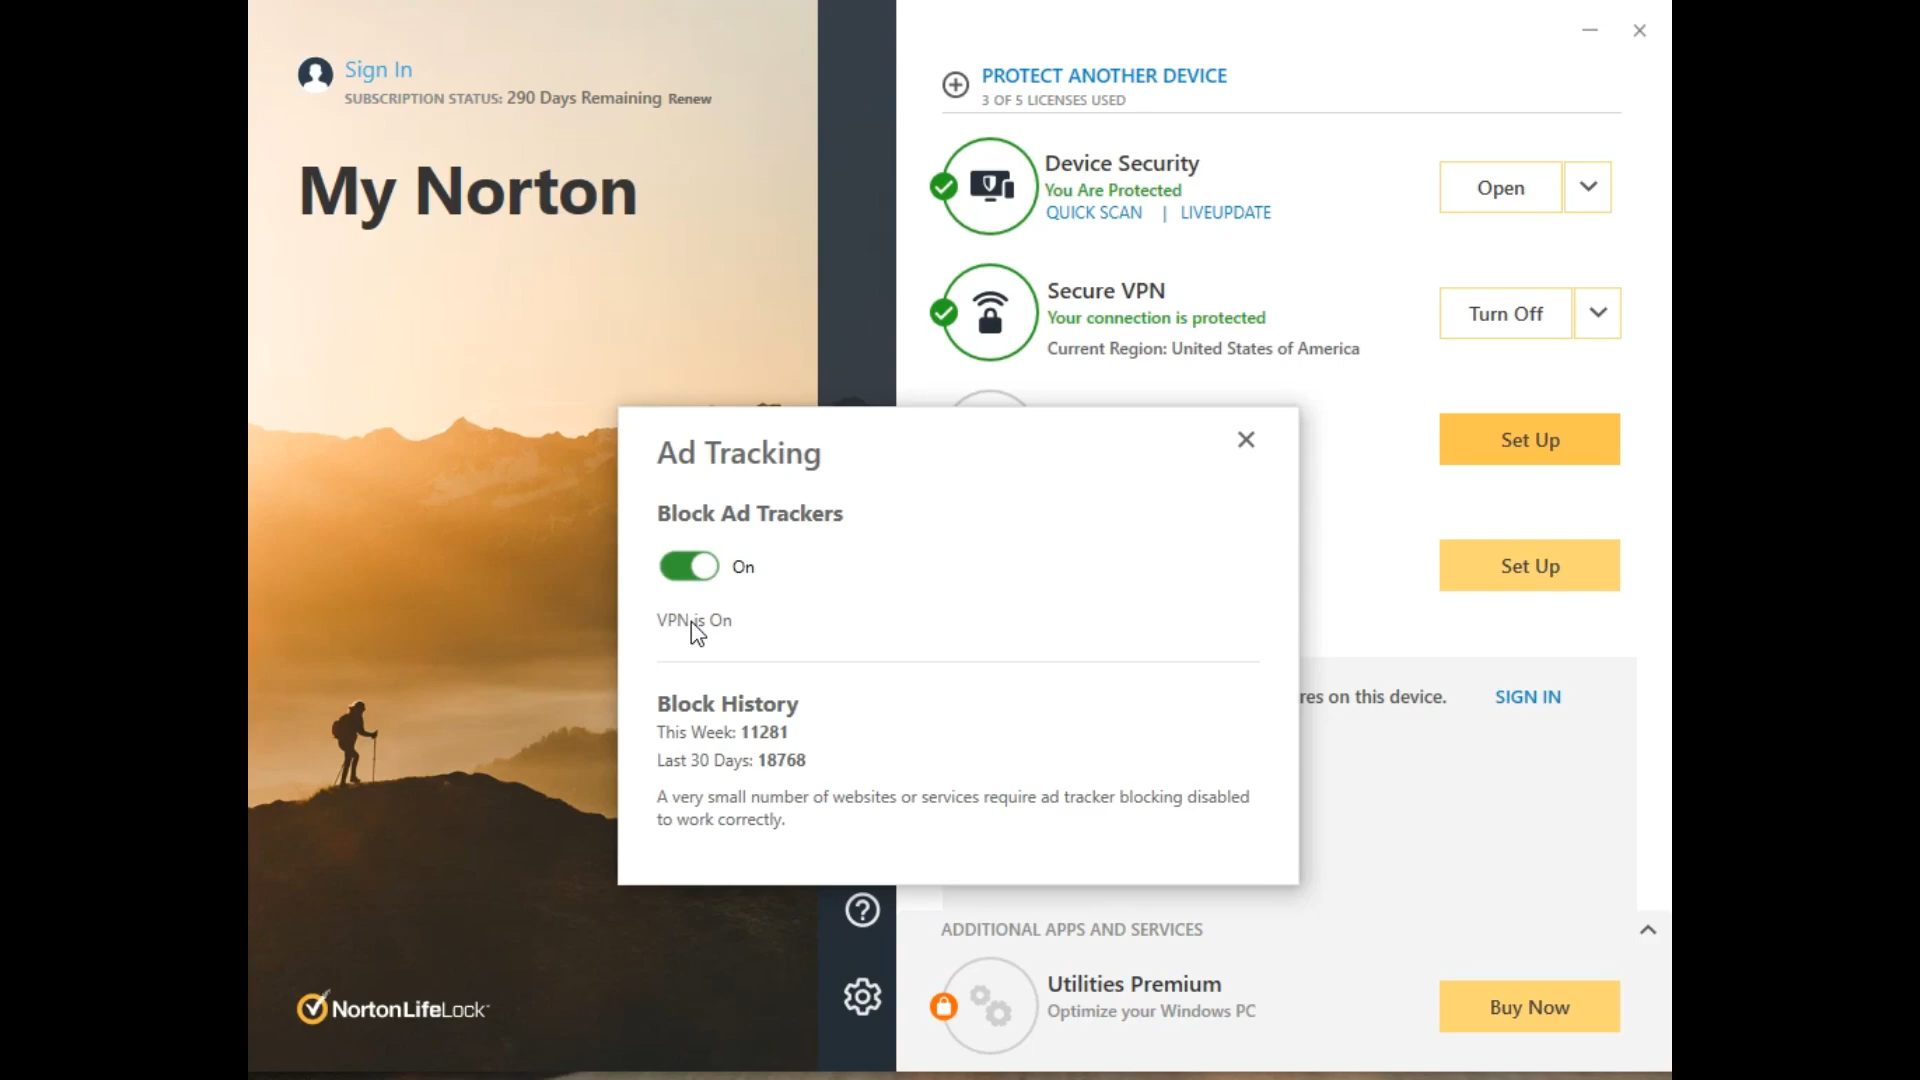 Sign In
SUBSCRIPTION STATUS: 290 Days Remaining Renew
My Norton
NortonLifeLock
PROTECT ANOTHER DEVICE
3 OF 5 LICENSES USED
Device Security
You Are Protected
QUICK SCAN | LIVEUPDATE
Open
Secure VPN
Your connection is protected
Current Region: United States of America
Turn Off
Set Up
Set Up
Ad Tracking
Block Ad Trackers
On
VPN is On
Block History
This Week: 11281
Last 30 Days: 18768
A very small number of websites or services require ad tracker blocking disabled
to work correctly.
res on this device. SIGN IN
ADDITIONAL APPS AND SERVICES
Utilities Premium
Optimize your Windows PC
Buy Now